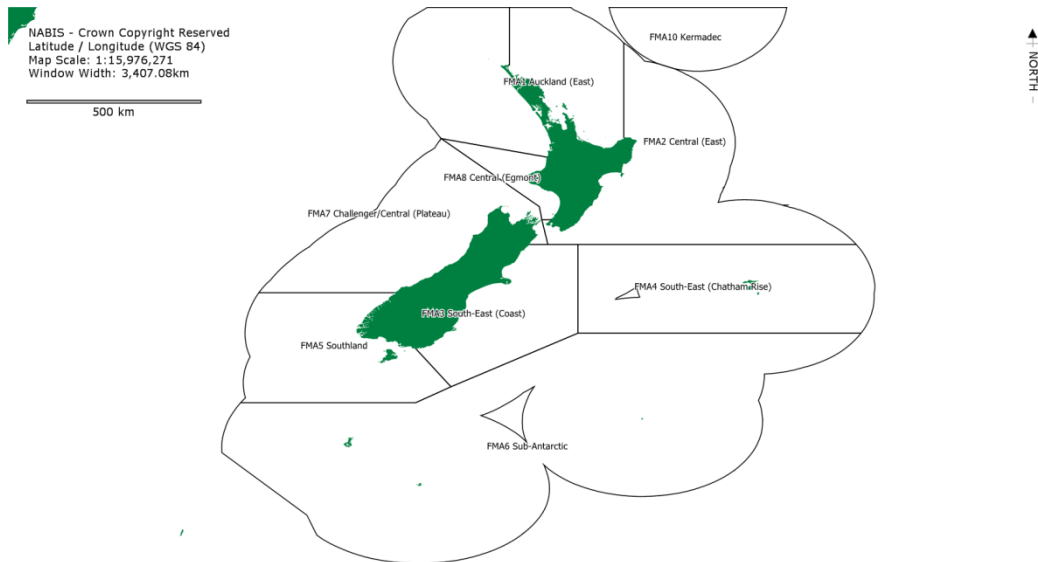 NABIS - Crown Copyright Reserved
Latitude / Longitude (WGS 84)
Map Scale: 1:15,976,271
Window Width: 3,407.08km
500 km
NORTH
FMA10 Kermadec
FMA1 Auckland (East)
FMA2 Central (East)
FMA8 Central (Egmont)
FMA7 Challenger/Central (Plateau)
FMA4 South-East (Chatham Rise)
FMA3 South-East (Coast)
FMA5 Southland
FMA6 Sub-Antarctic